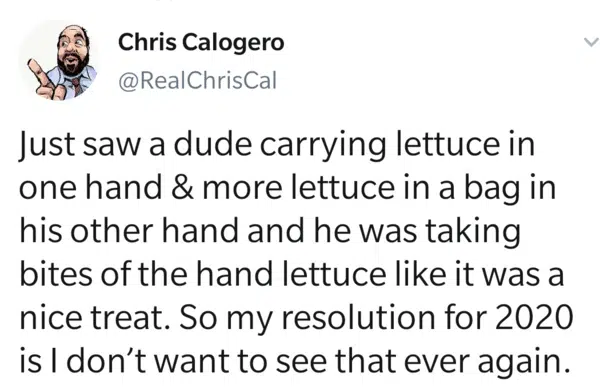 Chris Calogero
@RealChrisCal
Just saw a dude carrying lettuce in
one hand & more lettuce in a bag in
his other hand and he was taking
bites of the hand lettuce like it was a
nice treat. So my resolution for 2020
is I don’t want to see that ever again.